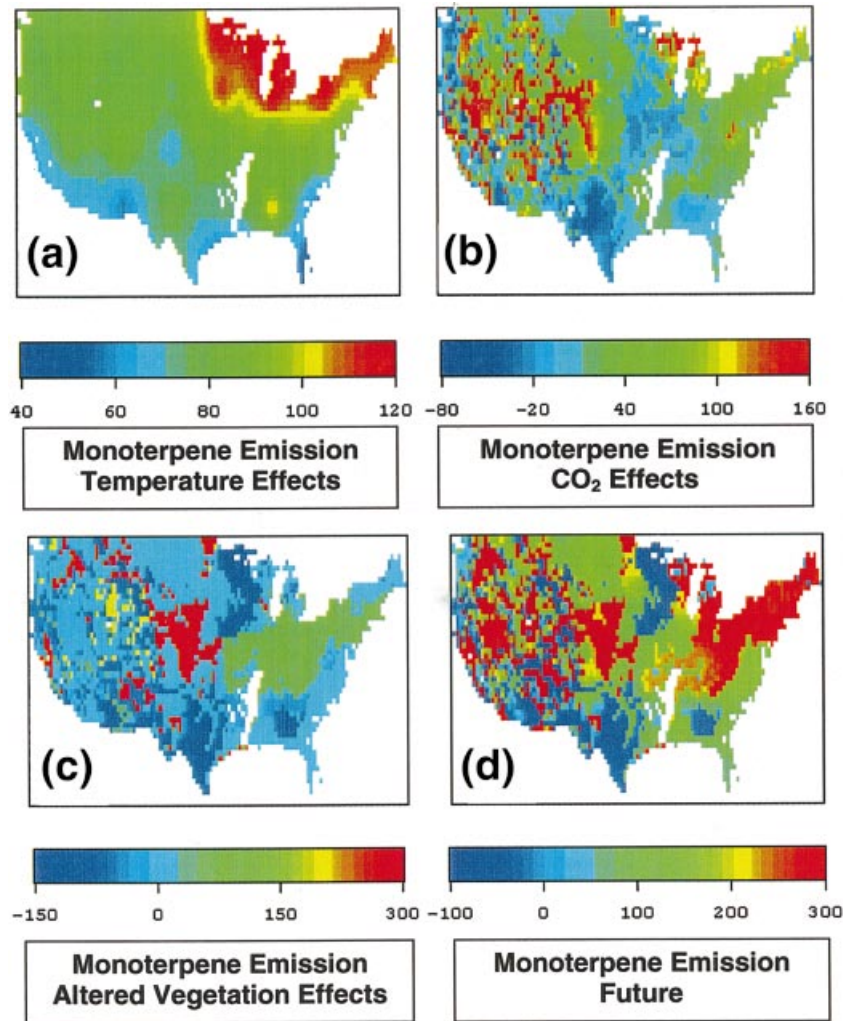 (a)
(b)
40 60 80 100 120
-80 -20 40 100 160
Monoterpene Emission
Temperature Effects
Monoterpene Emission
CO₂ Effects
(c)
(d)
-150 0 150 300
-100 0 100 200 300
Monoterpene Emission
Altered Vegetation Effects
Monoterpene Emission
Future